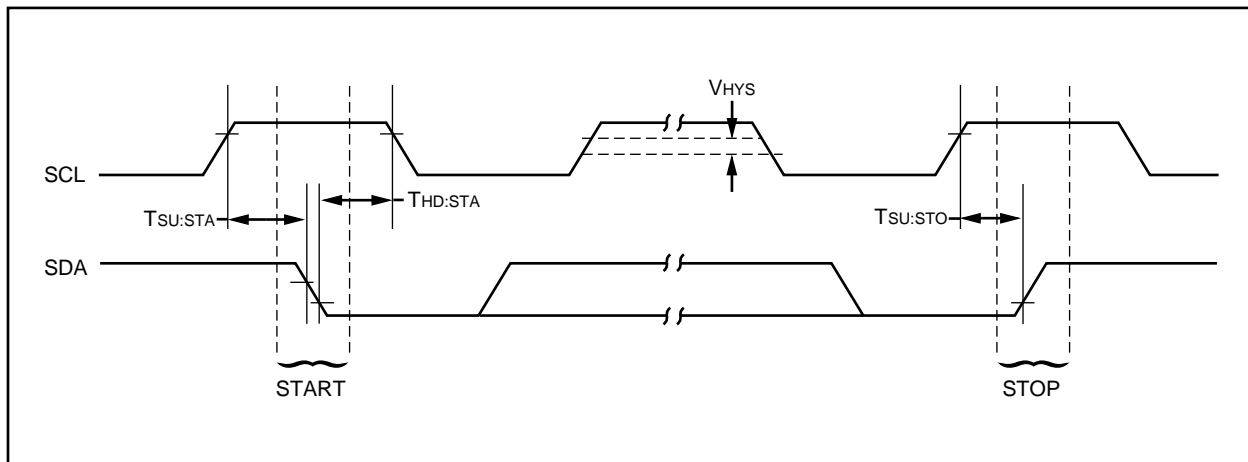 VHYS
SCL
THD:STA
TSU:STA
TSU:STO
SDA
START
STOP